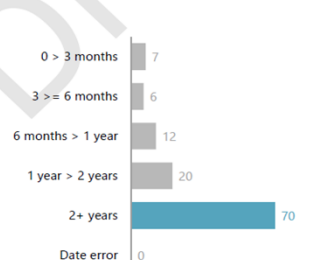 0 > 3 months 7
3 >= 6 months 6
6 months > 1 year 12
1 year > 2 years 20
2+ years 70
Date error 0